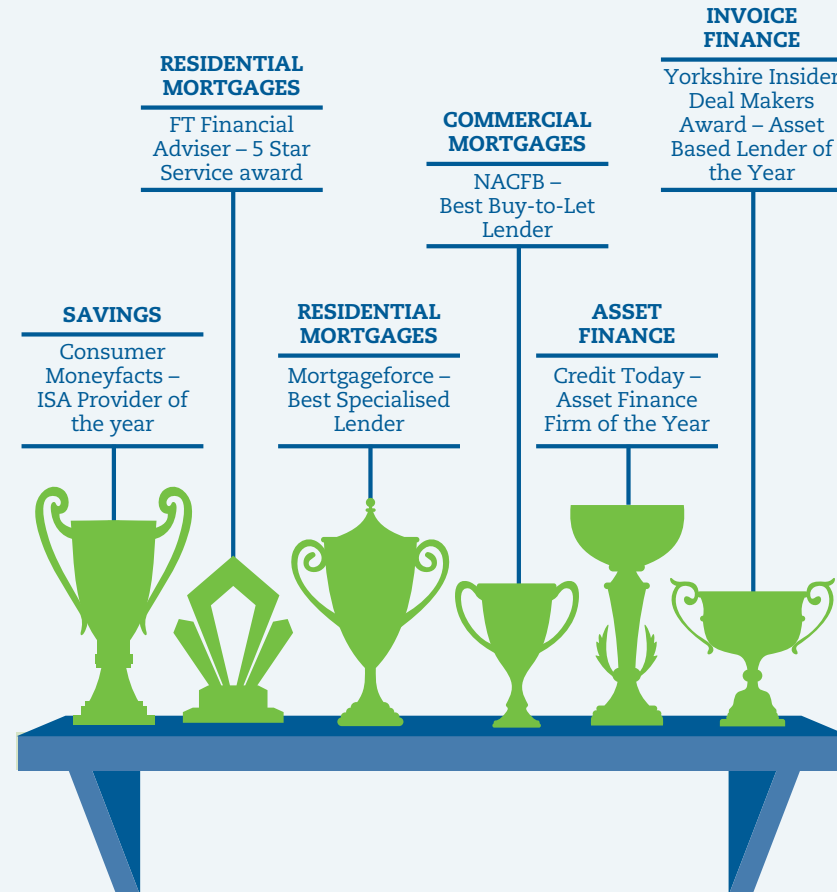 SAVINGS
Consumer
Moneyfacts –
ISA Provider of
the year
RESIDENTIAL
MORTGAGES
FT Financial
Adviser – 5 Star
Service award
RESIDENTIAL
MORTGAGES
Mortgageforce –
Best Specialised
Lender
COMMERCIAL
MORTGAGES
NACFB –
Best Buy-to-Let
Lender
ASSET
FINANCE
Credit Today –
Asset Finance
Firm of the Year
INVOICE
FINANCE
Yorkshire Insider
Deal Makers
Award – Asset
Based Lender of
the Year